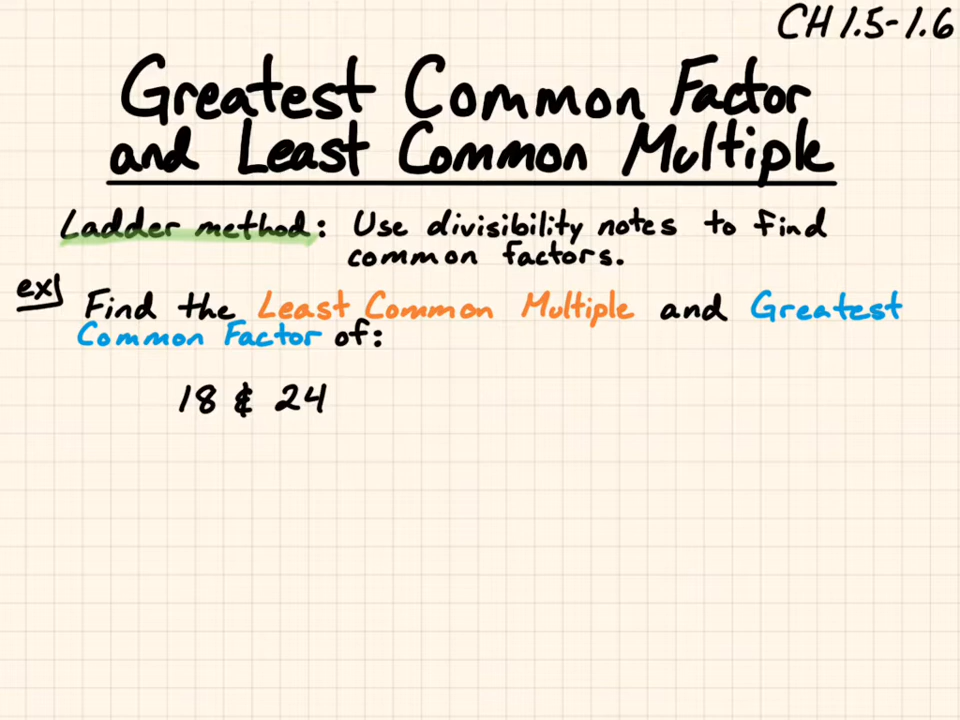 CH 1.5-1.6
Greatest Common Factor
and Least Common Multiple
Ladder method: Use divisibility notes to find
common factors.
ex) Find the Least Common Multiple and Greatest
Common Factor of:
18 & 24